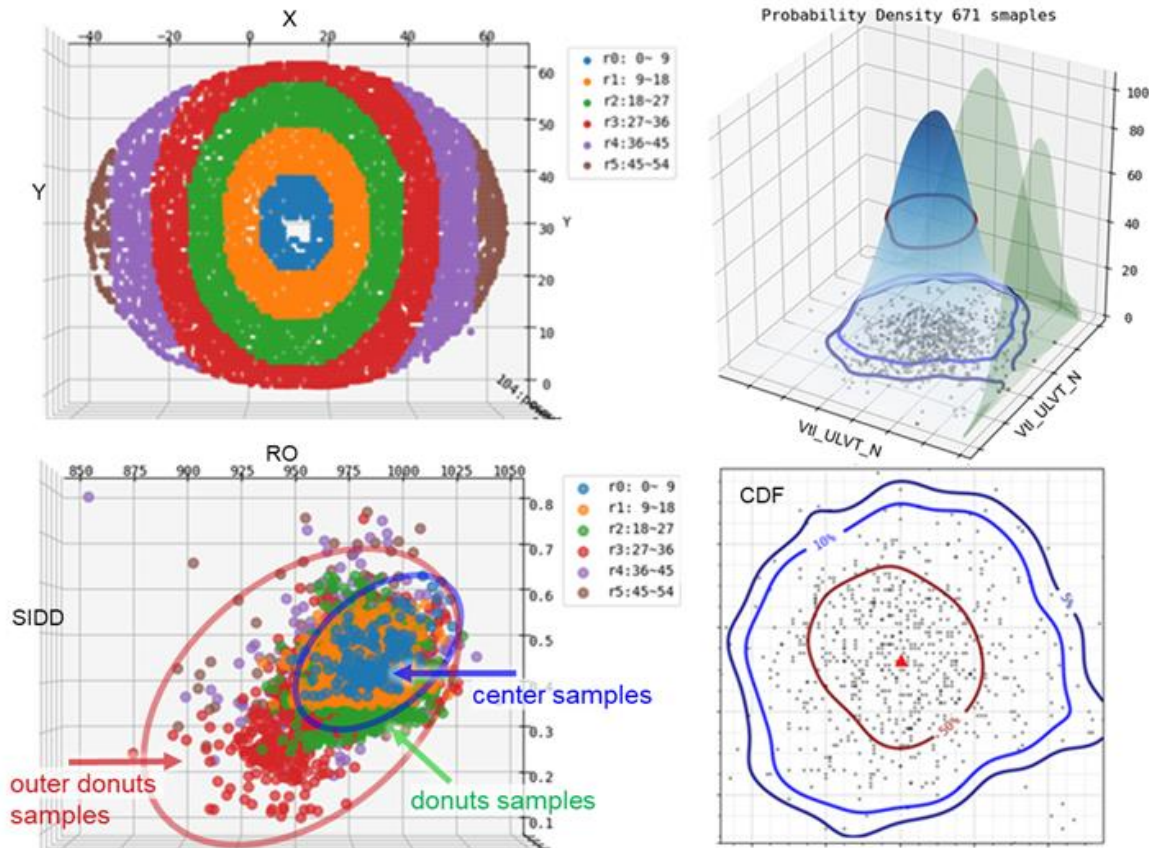 X
-40 -20 0 20 40 60
Y
60
50
40
30
20
10
0
Y
r0: 0~ 9
r1: 9~18
r2:18~27
r3:27~36
r4:36~45
r5:45~54
Probability Density 671 smaples
100
80
60
40
20
0
Vtl_ULVT_N
Vtl_ULVT_N
RO
850 875 900 925 950 975 1000 1025 1050
SIDD
0.8
0.7
0.6
0.5
0.3
0.2
0.1
r0: 0~ 9
r1: 9~18
r2:18~27
r3:27~36
r4:36~45
r5:45~54
center samples
outer donuts
samples
donuts samples
CDF
10%
5%
50%